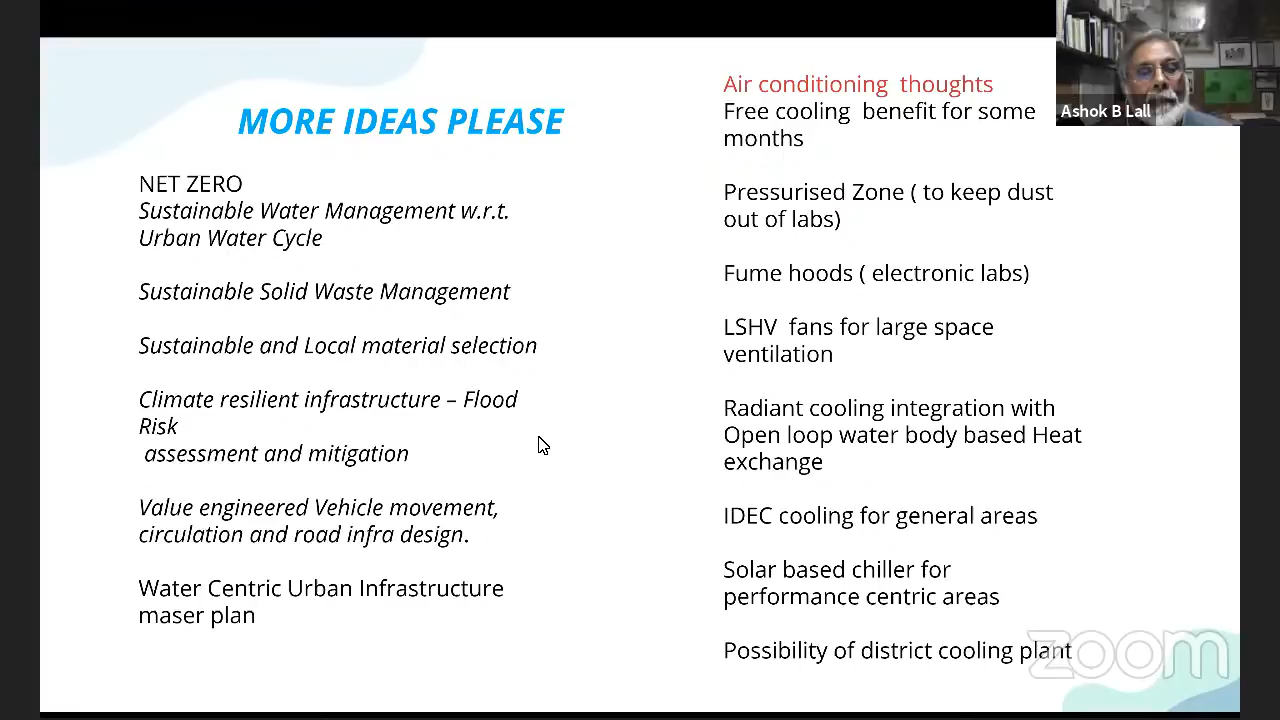 MORE IDEAS PLEASE
NET ZERO
Sustainable Water Management w.r.t.
Urban Water Cycle
Sustainable Solid Waste Management
Sustainable and Local material selection
Climate resilient infrastructure – Flood
Risk
assessment and mitigation
Value engineered Vehicle movement,
circulation and road infra design.
Water Centric Urban Infrastructure
maser plan
Air conditioning thoughts
Free cooling benefit for some
months
Pressurised Zone ( to keep dust
out of labs)
Fume hoods ( electronic labs)
LSHV fans for large space
ventilation
Radiant cooling integration with
Open loop water body based Heat
exchange
IDEC cooling for general areas
Solar based chiller for
performance centric areas
Possibility of district cooling plant
Ashok B Lall
zoom